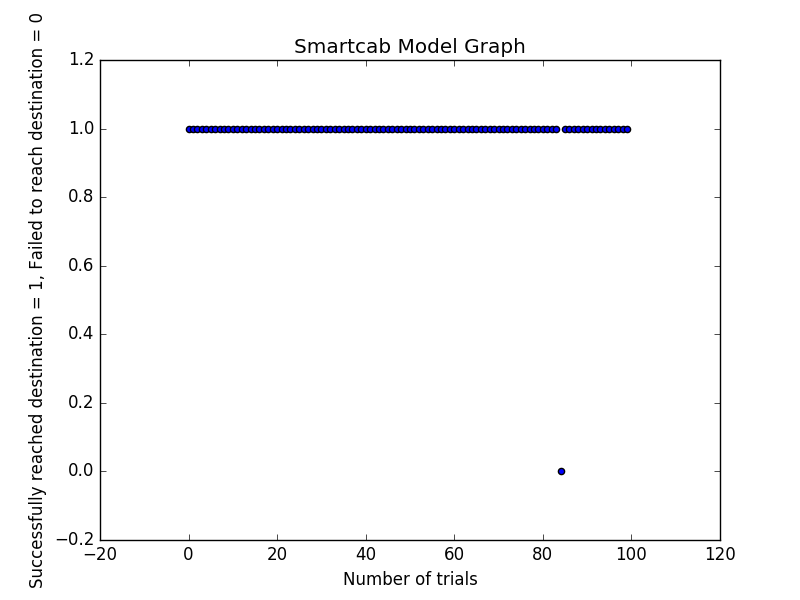 Smartcab Model Graph
Successfully reached destination = 1, Failed to reach destination = 0
1.2
1.0
0.8
0.6
0.4
0.2
0.0
−0.2
−20 0 20 40 60 80 100 120
Number of trials